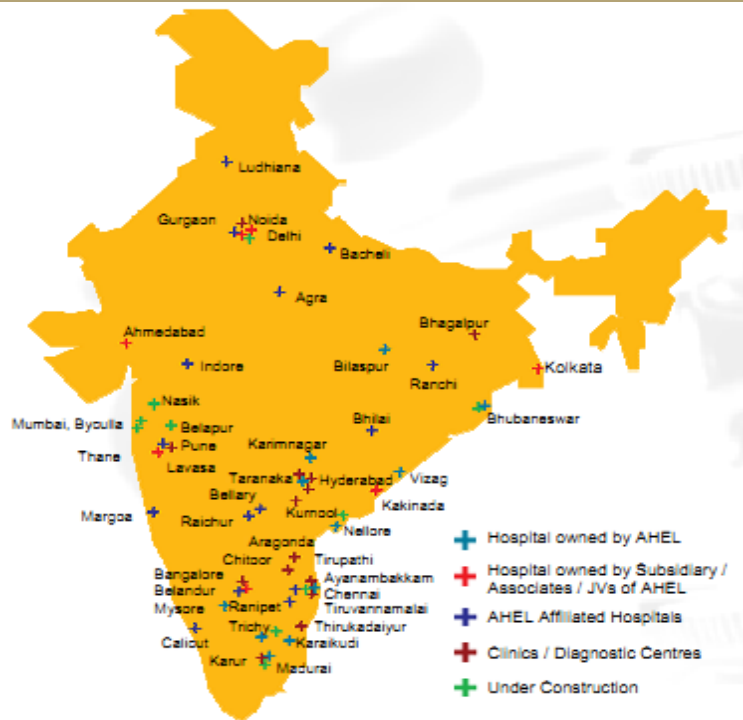 Ludhiana
Gurgaon
Noida
Delhi
Bacheli
Agra
Bhagalpur
Ahmedabad
Indore
Bilaspur
Kolkata
Ranchi
Nasik
Bhubaneswar
Mumbai, Byculla
Belapur
Bhilai
Pune
Karimnagar
Thane
Lavasa
Taranaka
Hyderabad
Vizag
Bellary
Kakinada
Margoa
Raichur
Kurnool
Nellore
Aragonda
Hospital owned by AHEL
Chitoor
Tirupathi
Bangalore
Ayanambakkam
Hospital owned by Subsidiary /
Associates / JVs of AHEL
Belandur
Chennai
Mysore
Ranipet
Tiruvannamalai
AHEL Affiliated Hospitals
Trichy
Thirukadaiyur
Calicut
Karaikudi
Clinics / Diagnostic Centres
Karur
Madurai
Under Construction